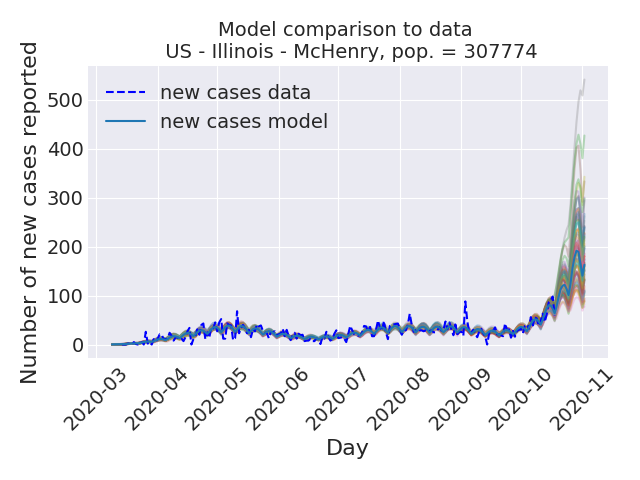 Model comparison to data
US - Illinois - McHenry, pop. = 307774
Number of new cases reported
500
400
300
200
100
0
new cases data
new cases model
2020-03
2020-04
2020-05
2020-06
2020-07
2020-08
2020-09
2020-10
2020-11
Day